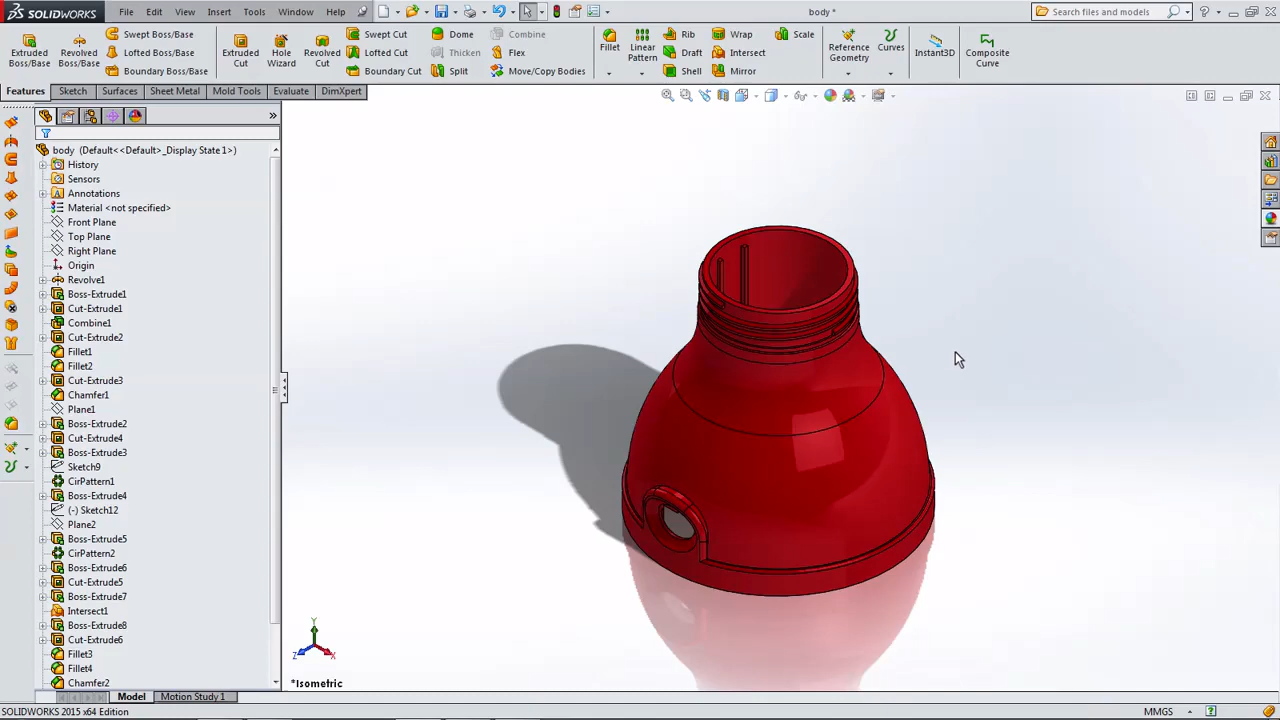 SOLIDWORKS File Edit View Insert Tools Window Help body * Search files and models
Extruded Boss/Base
Revolved Boss/Base
Swept Boss/Base
Lofted Boss/Base
Boundary Boss/Base
Extruded Cut
Hole Wizard
Revolved Cut
Swept Cut
Lofted Cut
Boundary Cut
Dome
Thicken
Split
Combine
Flex
Move/Copy Bodies
Fillet
Linear Pattern
Rib
Draft
Shell
Wrap
Intersect
Mirror
Scale
Reference Geometry
Curves
Instant3D
Composite Curve
Features Sketch Surfaces Sheet Metal Mold Tools Evaluate DimXpert
body (Default<<Default>_Display State 1>)
History
Sensors
Annotations
Material <not specified>
Front Plane
Top Plane
Right Plane
Origin
Revolve1
Boss-Extrude1
Cut-Extrude1
Combine1
Cut-Extrude2
Fillet1
Fillet2
Cut-Extrude3
Chamfer1
Plane1
Boss-Extrude2
Cut-Extrude4
Boss-Extrude3
Sketch9
CirPattern1
Boss-Extrude4
(-) Sketch12
Plane2
Boss-Extrude5
CirPattern2
Boss-Extrude6
Cut-Extrude5
Boss-Extrude7
Intersect1
Boss-Extrude8
Cut-Extrude6
Fillet3
Fillet4
Chamfer2
Y
Z
X
*Isometric
Model Motion Study 1
SOLIDWORKS 2015 x64 Edition MMGS